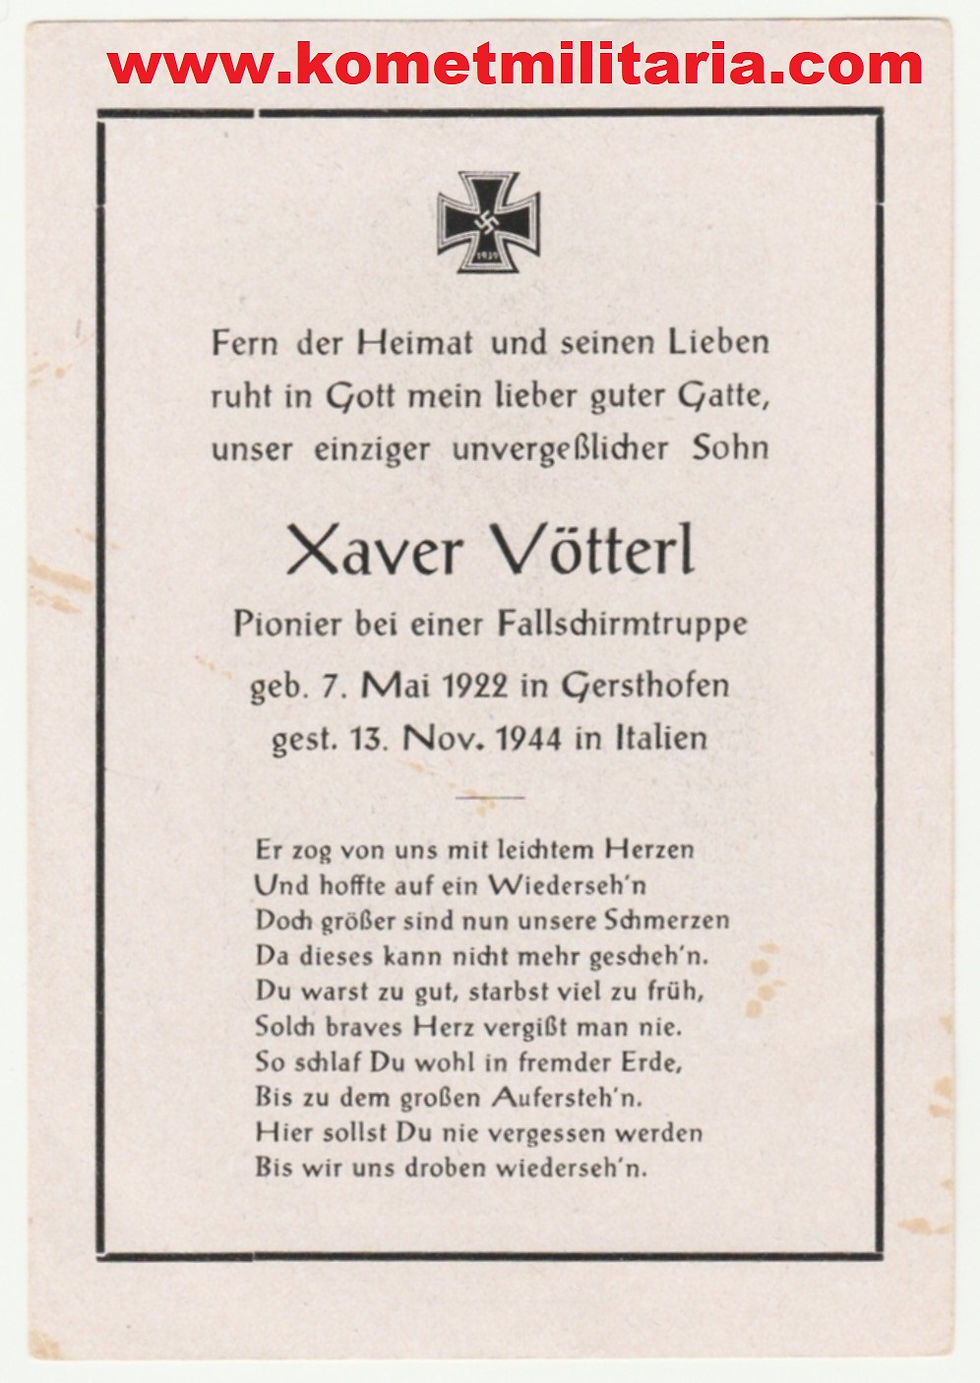 www.kometmilitaria.com
1939
Fern der Heimat und seinen Lieben
ruht in Gott mein lieber guter Gatte,
unser einziger unvergeßlicher Sohn
Xaver Vötterl
Pionier bei einer Fallschirmtruppe
geb. 7. Mai 1922 in Gersthofen
gest. 13. Nov. 1944 in Italien
Er zog von uns mit leichtem Herzen
Und hoffte auf ein Wiederseh'n
Doch größer sind nun unsere Schmerzen
Da dieses kann nicht mehr gescheh'n.
Du warst zu gut, starbst viel zu früh,
Solch braves Herz vergißt man nie.
So schlaf Du wohl in fremder Erde,
Bis zu dem großen Aufersteh'n.
Hier sollst Du nie vergessen werden
Bis wir uns droben wiederseh'n.